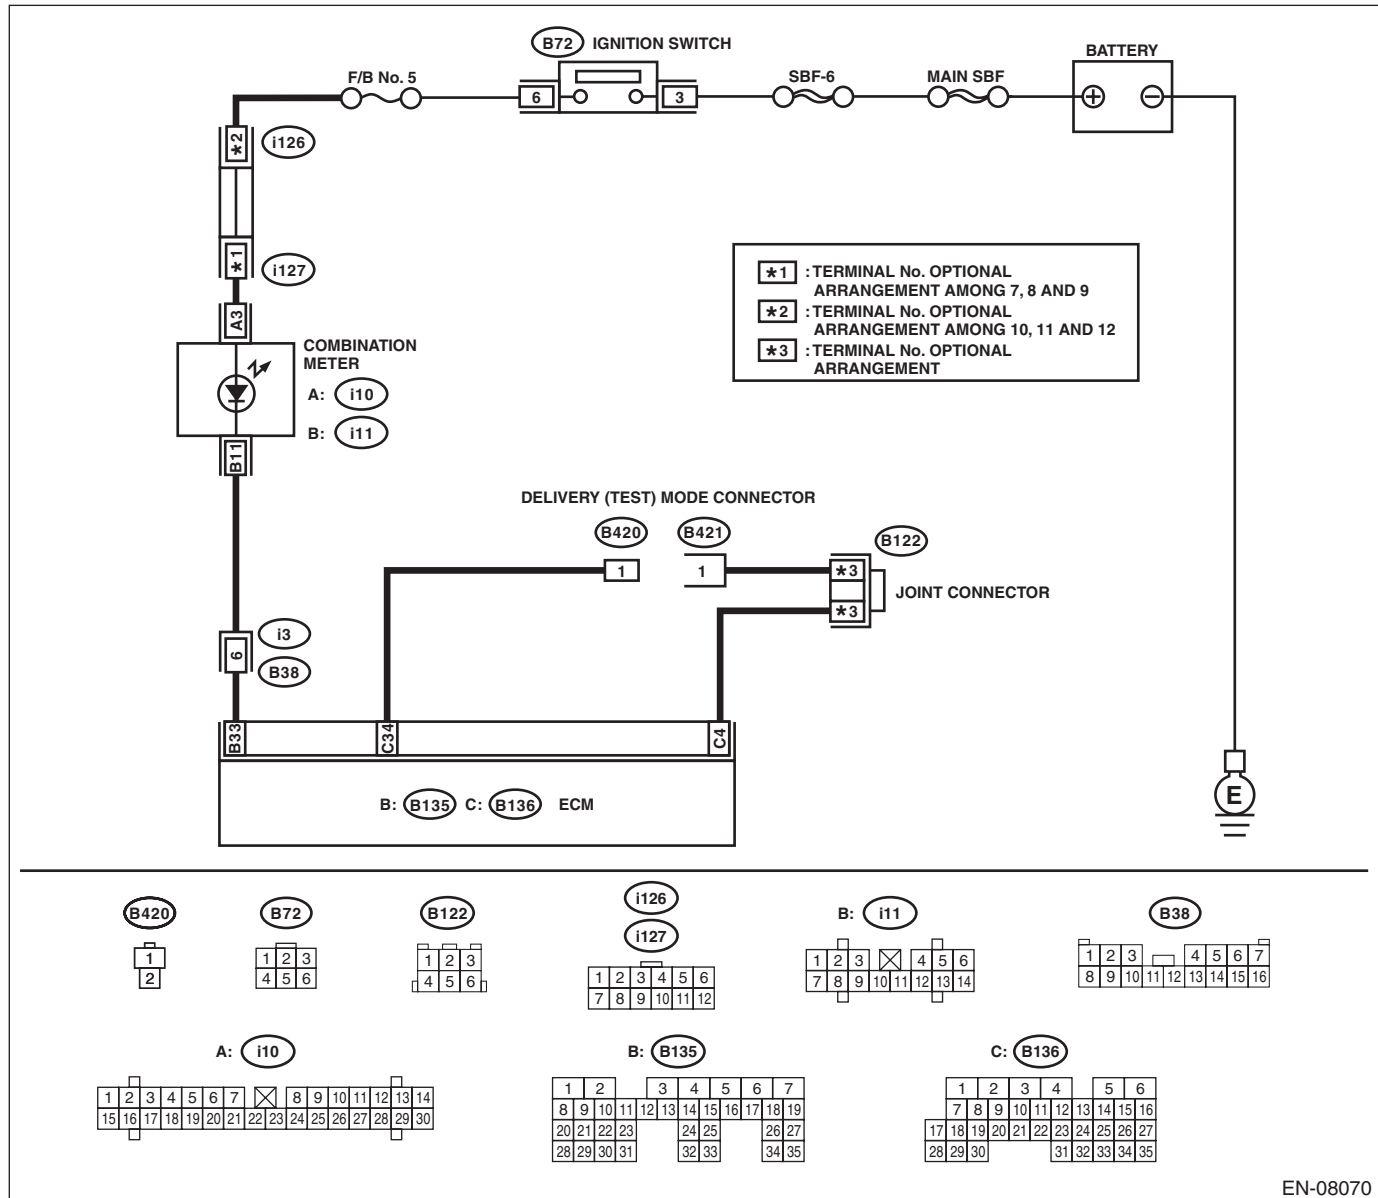 B72 IGNITION SWITCH
BATTERY
F/B No. 5
SBF-6
MAIN SBF
6
3
+
−
*2
i126
*1
i127
*1 : TERMINAL No. OPTIONAL
ARRANGEMENT AMONG 7, 8 AND 9
*2 : TERMINAL No. OPTIONAL
ARRANGEMENT AMONG 10, 11 AND 12
*3 : TERMINAL No. OPTIONAL
ARRANGEMENT
A3
COMBINATION
METER
A: i10
B: i11
B11
DELIVERY (TEST) MODE CONNECTOR
B420
B421
B122
1
1
*3
JOINT CONNECTOR
*3
i3
6
B38
B33
C34
C4
E
B: B135 C: B136 ECM
B420
1
2
B72
1 2 3
4 5 6
B122
1 2 3
4 5 6
i126
i127
1 2 3 4 5 6
7 8 9 10 11 12
B: i11
1 2 3 4 5 6
7 8 9 10 11 12 13 14
B38
1 2 3 4 5 6 7
8 9 10 11 12 13 14 15 16
A: i10
1 2 3 4 5 6 7 8 9 10 11 12 13 14
15 16 17 18 19 20 21 22 23 24 25 26 27 28 29 30
B: B135
1 2 3 4 5 6 7
8 9 10 11 12 13 14 15 16 17 18 19
20 21 22 23 24 25 26 27
28 29 30 31 32 33 34 35
C: B136
1 2 3 4 5 6
7 8 9 10 11 12 13 14 15 16
17 18 19 20 21 22 23 24 25 26 27
28 29 30 31 32 33 34 35
EN-08070